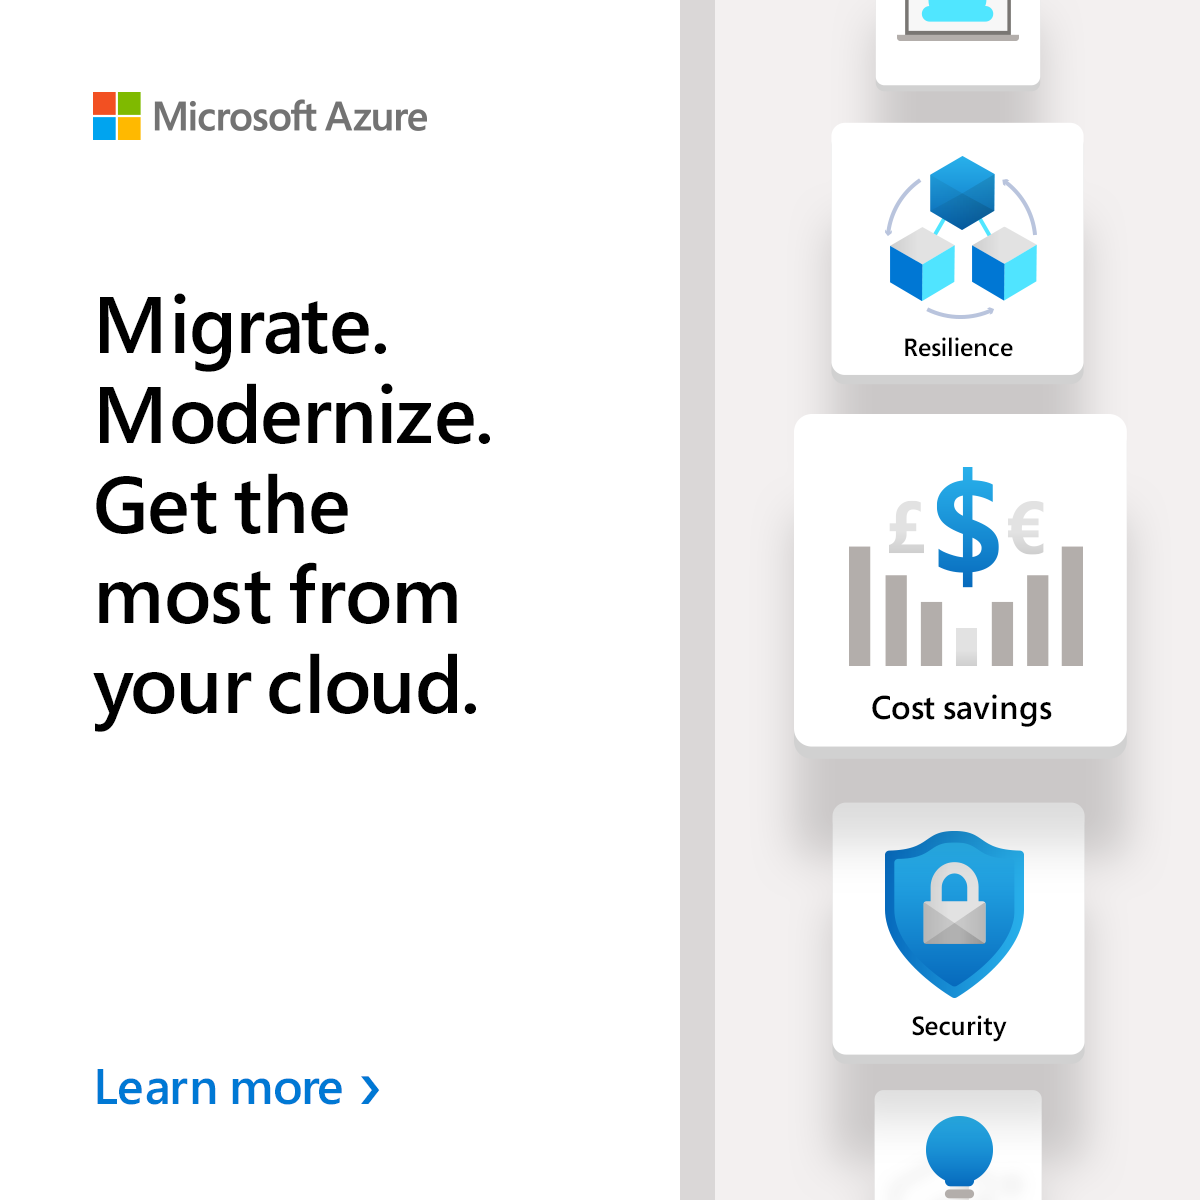 Microsoft Azure
Migrate.
Modernize.
Get the
most from
your cloud.
Learn more ›
Resilience
£ $ €
Cost savings
Security